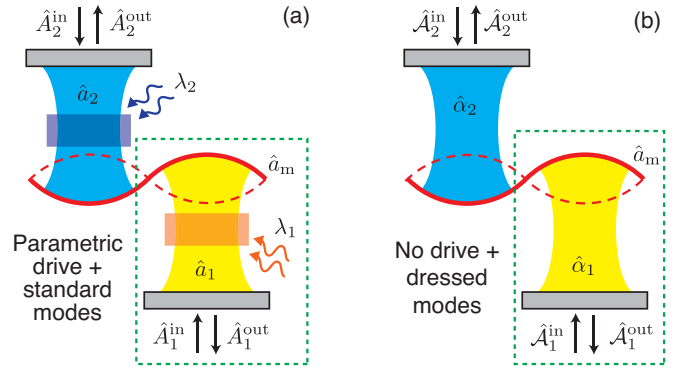 (a)
Â₂ⁱⁿ Â₂ᵒᵘᵗ
â₂
λ₂
âₘ
λ₁
Parametric
drive +
standard
modes
â₁
Â₁ⁱⁿ Â₁ᵒᵘᵗ
(b)
𝒜̂₂ⁱⁿ 𝒜̂₂ᵒᵘᵗ
α̂₂
âₘ
No drive +
dressed
modes
α̂₁
𝒜̂₁ⁱⁿ 𝒜̂₁ᵒᵘᵗ